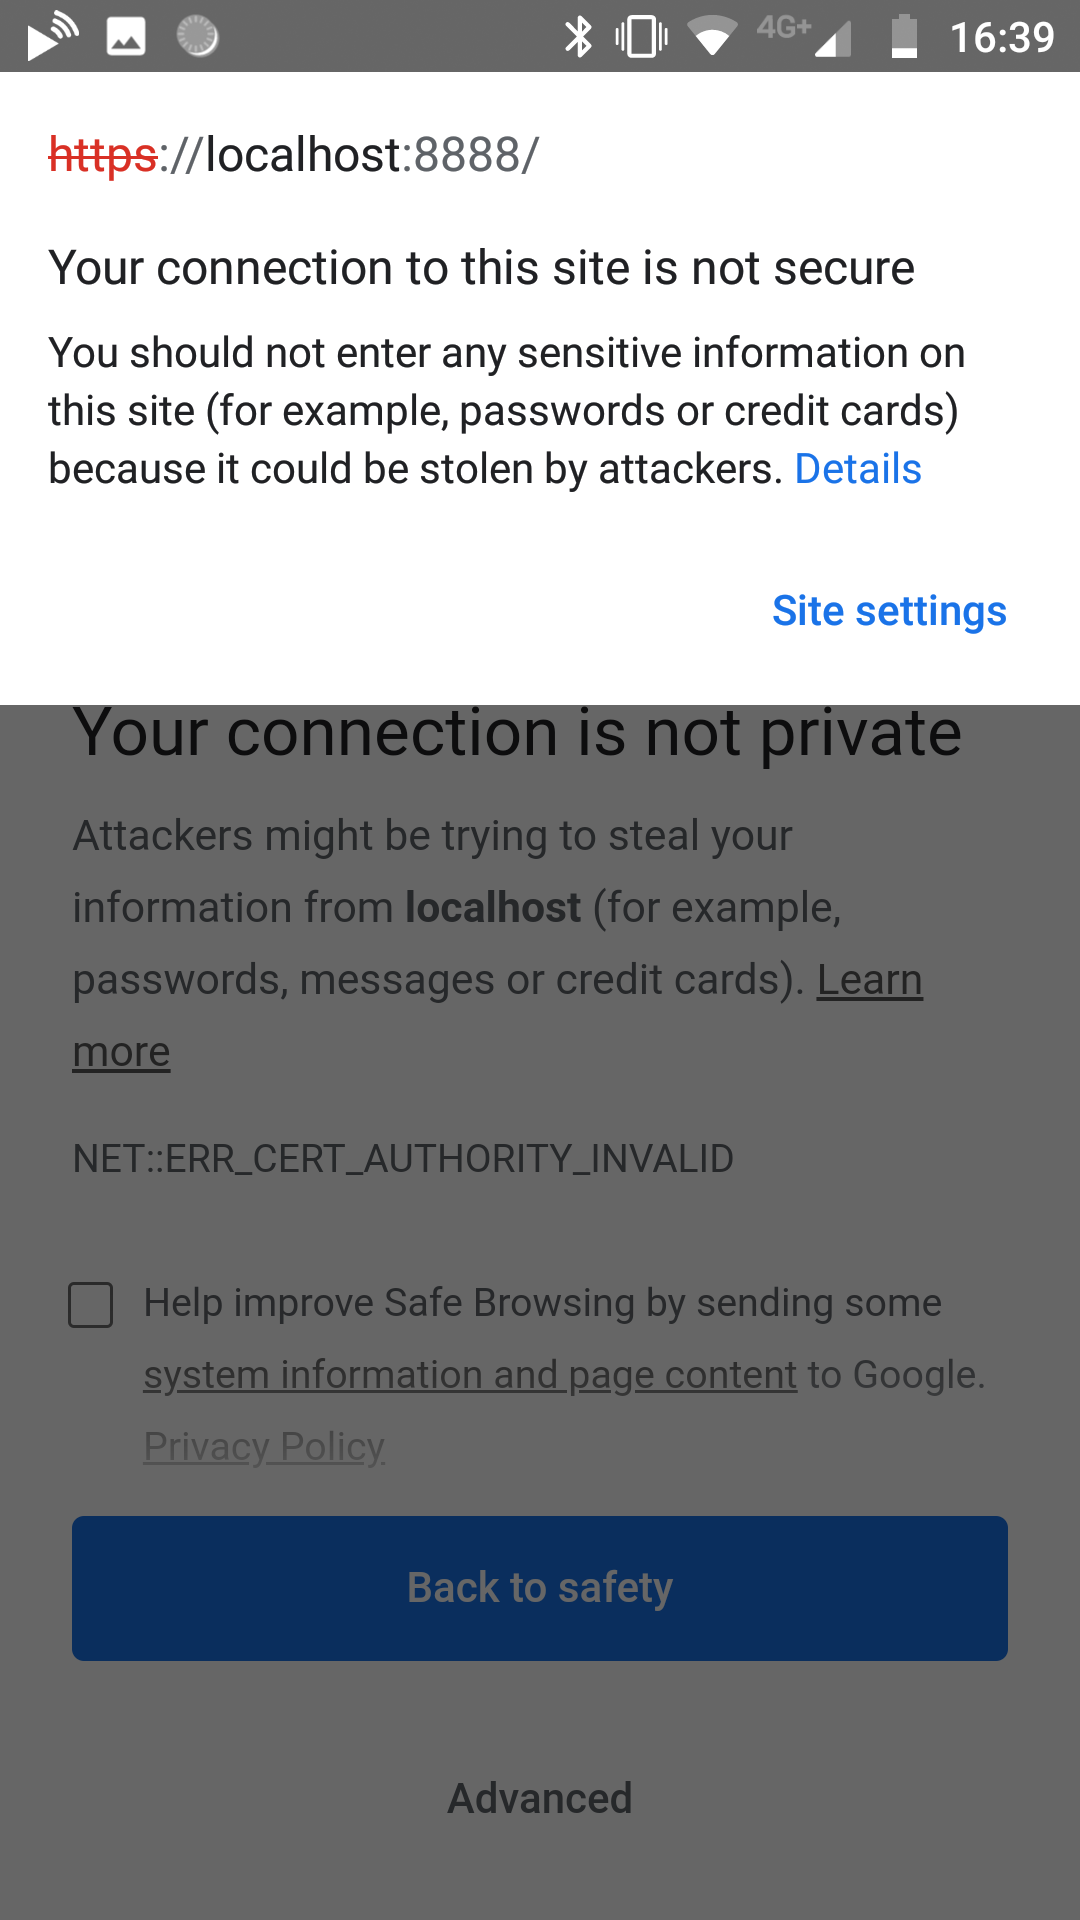 4G+ 16:39
https://localhost:8888/
Your connection to this site is not secure
You should not enter any sensitive information on
this site (for example, passwords or credit cards)
because it could be stolen by attackers. Details
Site settings
Your connection is not private
Attackers might be trying to steal your
information from localhost (for example,
passwords, messages or credit cards). Learn
more
NET::ERR_CERT_AUTHORITY_INVALID
Help improve Safe Browsing by sending some
system information and page content to Google.
Privacy Policy
Back to safety
Advanced